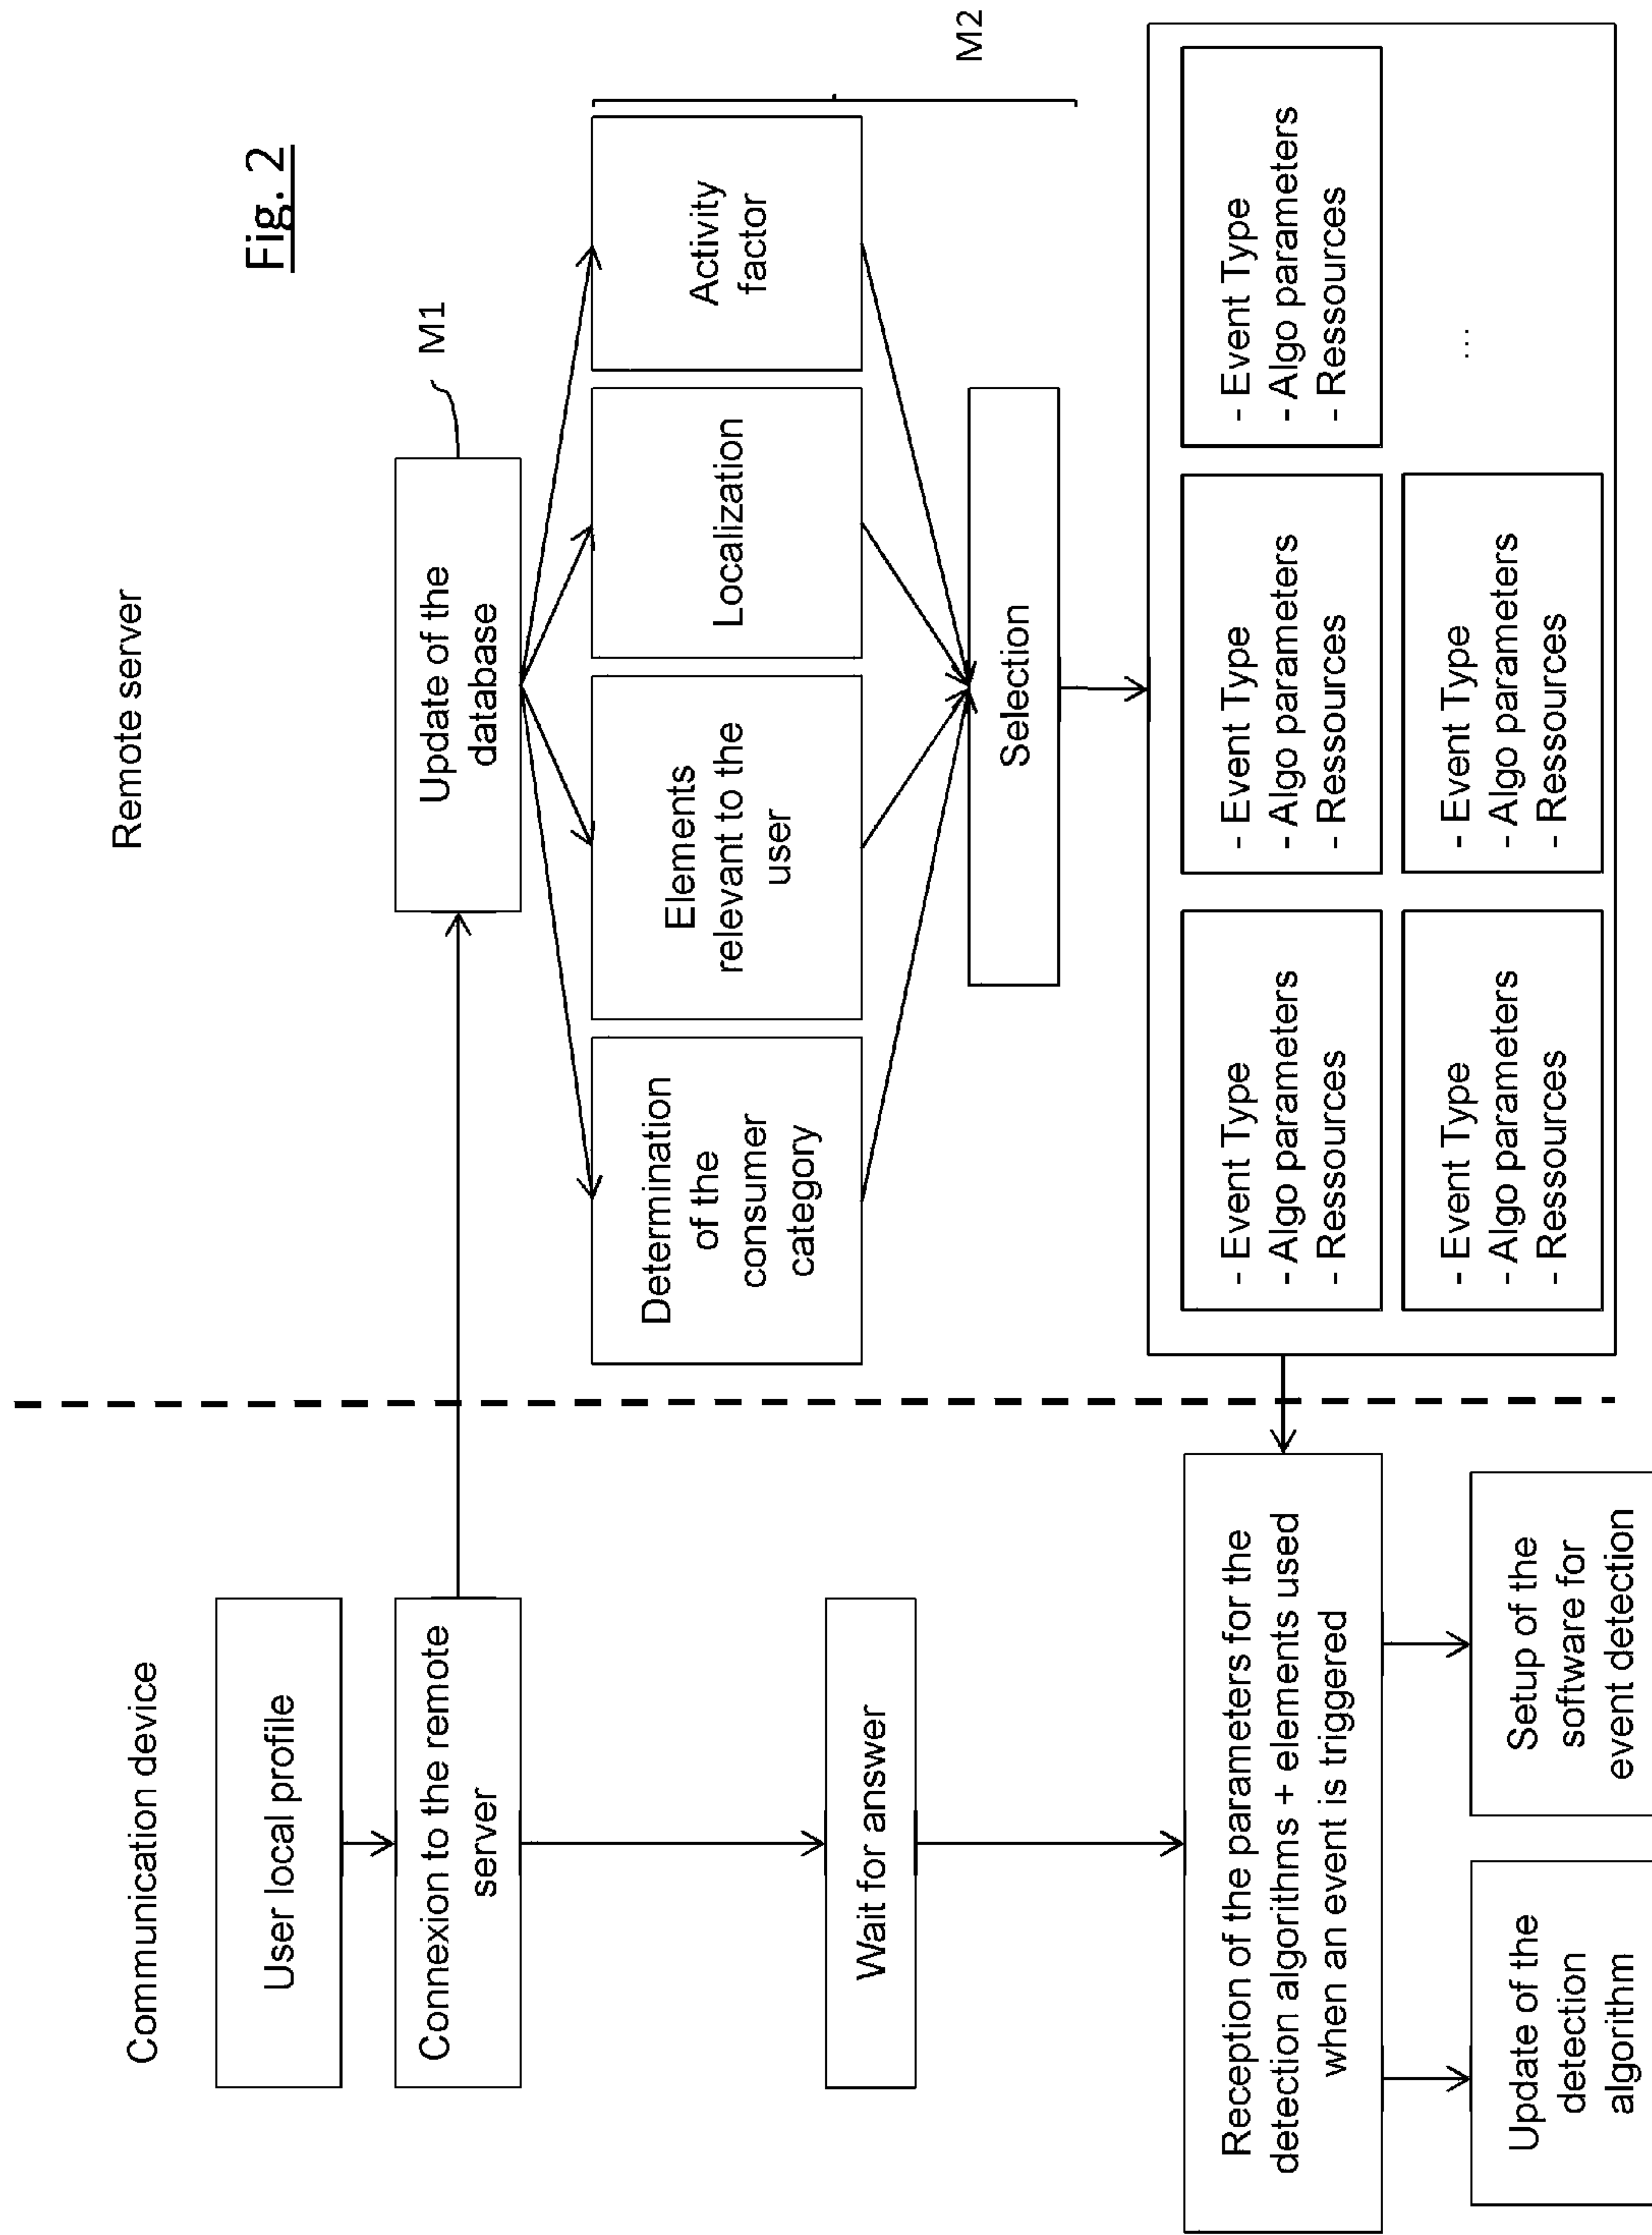 Fig. 2
Communication device
Remote server
User local profile
Connexion to the remote
server
Wait for answer
Reception of the parameters for the
detection algorithms + elements used
when an event is triggered
Update of the
detection
algorithm
Setup of the
software for
event detection
Update of the
database
M1
Determination
of the
consumer
category
Elements
relevant to the
user
Localization
Activity
factor
M2
Selection
- Event Type
- Algo parameters
- Ressources
- Event Type
- Algo parameters
- Ressources
- Event Type
- Algo parameters
- Ressources
- Event Type
- Algo parameters
- Ressources
- Event Type
- Algo parameters
- Ressources
...